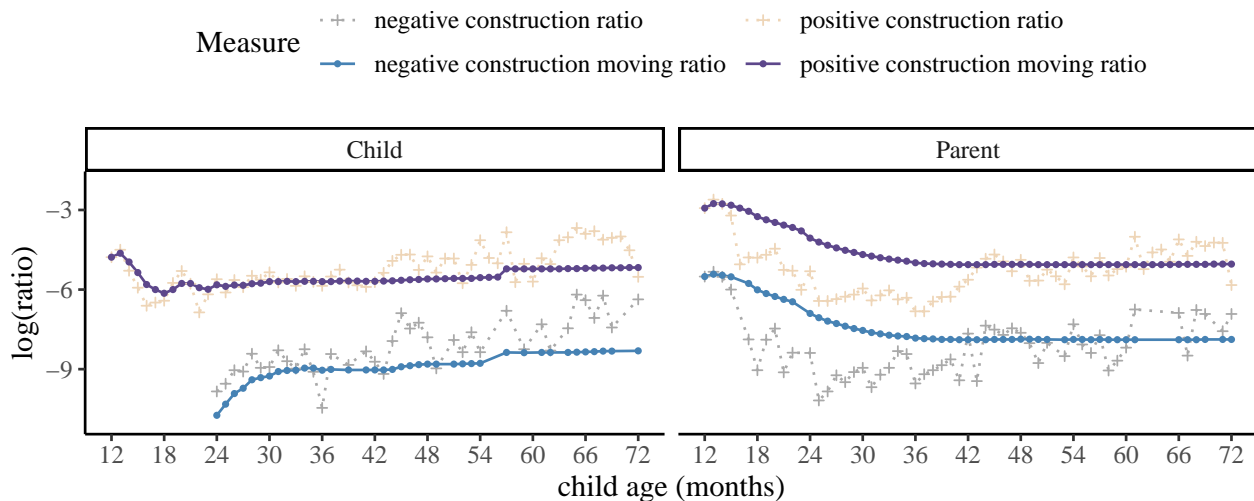 Measure
negative construction ratio
positive construction ratio
negative construction moving ratio
positive construction moving ratio
Child
Parent
log(ratio)
−3
−6
−9
12 18 24 30 36 42 48 54 60 66 72
12 18 24 30 36 42 48 54 60 66 72
child age (months)